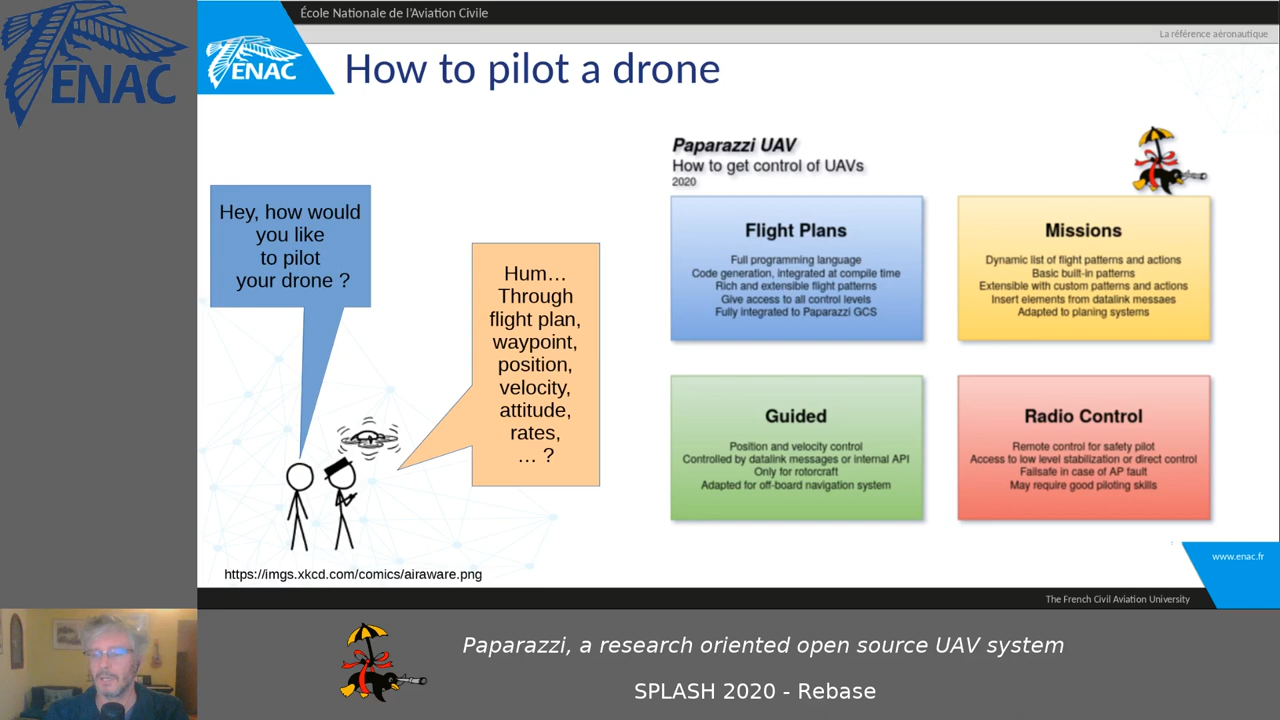 ENAC
École Nationale de l'Aviation Civile
La référence aéronautique
ENAC
How to pilot a drone
Hey, how would
you like
to pilot
your drone ?
Hum…
Through
flight plan,
waypoint,
position,
velocity,
attitude,
rates,
… ?
https://imgs.xkcd.com/comics/airaware.png
Paparazzi UAV
How to get control of UAVs
2020
Flight Plans
Full programming language
Code generation, integrated at compile time
Rich and extensible flight patterns
Give access to all control levels
Fully integrated to Paparazzi GCS
Missions
Dynamic list of flight patterns and actions
Basic built-in patterns
Extensible with custom patterns and actions
Insert elements from datalink messaes
Adapted to planing systems
Guided
Position and velocity control
Controlled by datalink messages or internal API
Only for rotorcraft
Adapted for off-board navigation system
Radio Control
Remote control for safety pilot
Access to low level stabilization or direct control
Failsafe in case of AP fault
May require good piloting skills
www.enac.fr
The French Civil Aviation University
Paparazzi, a research oriented open source UAV system
SPLASH 2020 - Rebase